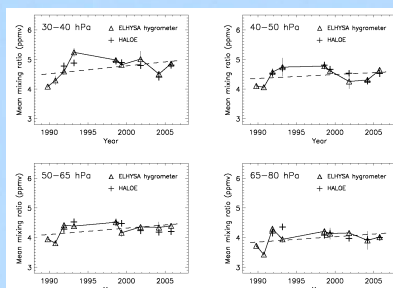 30-40 hPa
ELHYSA hygrometer
HALOE
Mean mixing ratio (ppmv)
6
5
4
3
1990
1995
2000
2005
Year
40-50 hPa
ELHYSA hygrometer
HALOE
Mean mixing ratio (ppmv)
6
5
4
3
1990
1995
2000
2005
Year
50-65 hPa
ELHYSA hygrometer
HALOE
Mean mixing ratio (ppmv)
6
5
4
3
1990
1995
2000
2005
65-80 hPa
ELHYSA hygrometer
HALOE
Mean mixing ratio (ppmv)
6
5
4
3
1990
1995
2000
2005